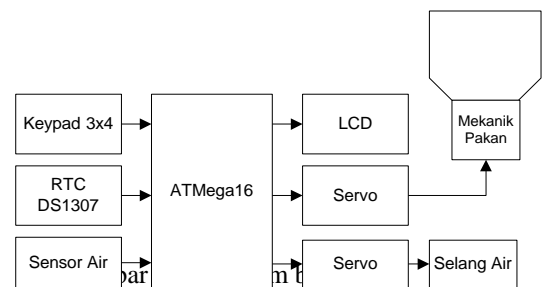 Keypad 3x4
LCD
Mekanik
Pakan
RTC
DS1307
ATMega16
Servo
Sensor Air
Servo
Selang Air